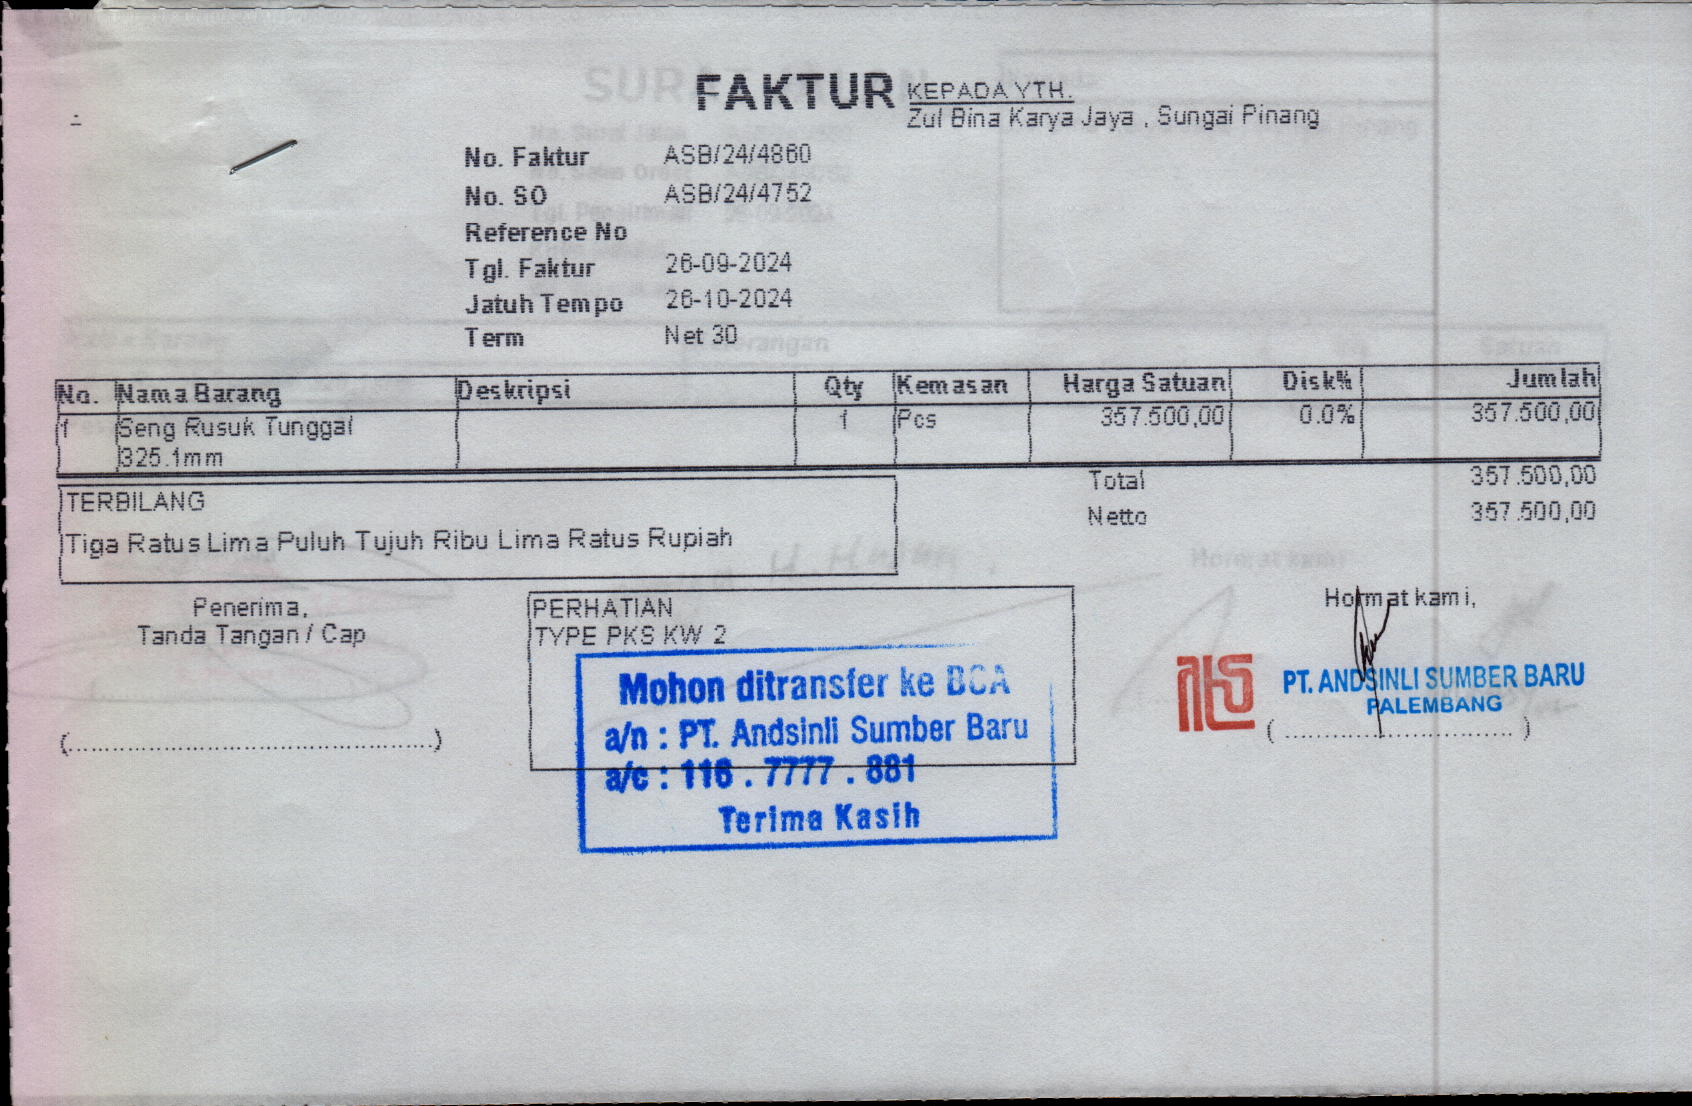 FAKTUR
KEPADA YTH.
Zul Bina Karya Jaya , Sungai Pinang
No. Faktur ASB/24/4860
No. SO ASB/24/4752
Reference No
Tgl. Faktur 26-09-2024
Jatuh Tempo 26-10-2024
Term Net 30
No. Nama Barang Deskripsi Qty Kemasan Harga Satuan Disk% Jumlah
1 Seng Rusuk Tunggal 1 Pcs 357.500,00 0.0% 357.500,00
325.1mm
Total 357.500,00
Netto 357.500,00
TERBILANG
Tiga Ratus Lima Puluh Tujuh Ribu Lima Ratus Rupiah
Penerima,
Tanda Tangan / Cap
(................................................)
PERHATIAN
TYPE PKS KW 2
Mohon ditransfer ke BCA
a/n : PT. Andsinli Sumber Baru
a/c : 116 . 7777 . 881
Terima Kasih
Hormat kami,
PT. ANDSINLI SUMBER BARU
PALEMBANG
( .............................. )